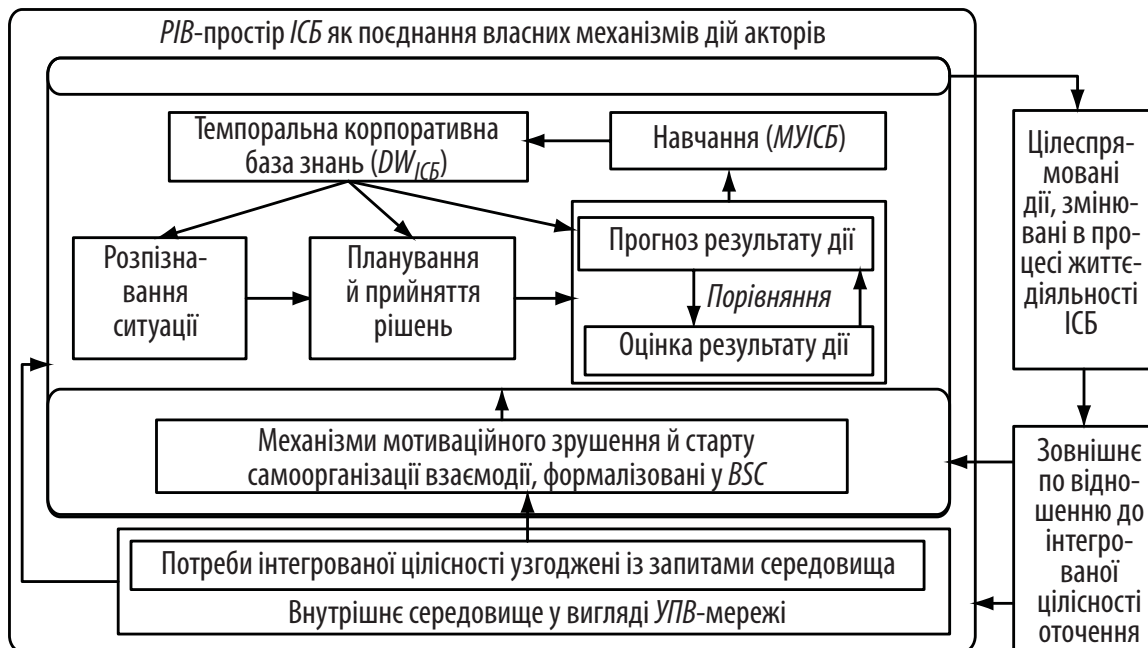 РІВ-простір ІСБ як поєднання власних механізмів дій акторів
Темпоральна корпоративна
база знань (DWІСБ)
Навчання (МУІСБ)
Розпізна-
вання
ситуації
Планування
й прийняття
рішень
Прогноз результату дії
Порівняння
Оцінка результату дії
Механізми мотиваційного зрушення й старту
самоорганізації взаємодії, формалізовані у BSC
Потреби інтегрованої цілісності узгоджені із запитами середовища
Внутрішнє середовище у вигляді УПВ-мережі
Цілеспря-
мовані
дії, зміню-
вані в про-
цесі життє-
діяльності
ІСБ
Зовнішнє
по відно-
шенню до
інтегро-
ваної
цілісності
оточення